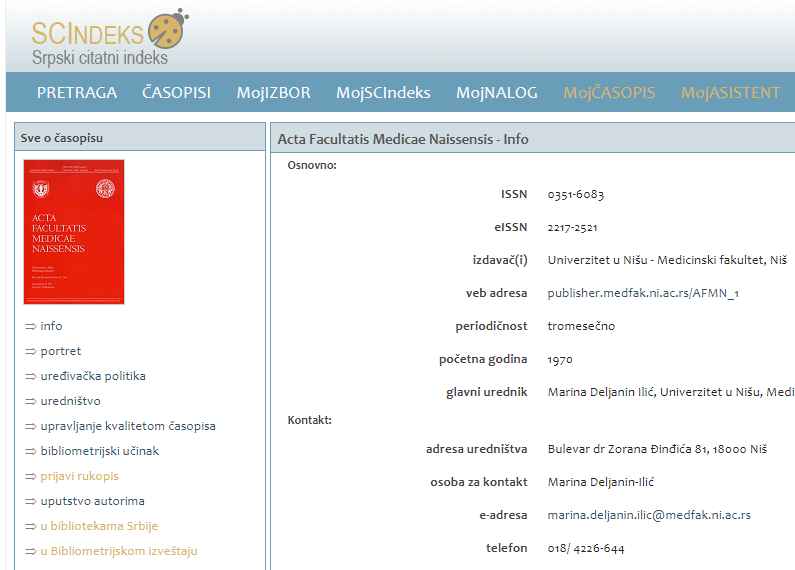 SCINDEKS
Srpski citatni indeks
PRETRAGA ČASOPISI MojIZBOR MojSCIndeks MojNALOG MojČASOPIS MojASISTENT
Sve o časopisu
ACTA
FACULTATIS
MEDICAE
NAISSENSIS
⇒ info
⇒ portret
⇒ uređivačka politika
⇒ uredništvo
⇒ upravljanje kvalitetom časopisa
⇒ bibliometrijski učinak
⇒ prijavi rukopis
⇒ uputstvo autorima
⇒ u bibliotekama Srbije
⇒ u Bibliometrijskom izveštaju
Acta Facultatis Medicae Naissensis - Info
Osnovno:
ISSN 0351-6083
eISSN 2217-2521
izdavač(i) Univerzitet u Nišu - Medicinski fakultet, Niš
veb adresa publisher.medfak.ni.ac.rs/AFMN_1
periodičnost tromesečno
početna godina 1970
glavni urednik Marina Deljanin Ilić, Univerzitet u Nišu, Medi
Kontakt:
adresa uredništva Bulevar dr Zorana Đinđića 81, 18000 Niš
osoba za kontakt Marina Deljanin-Ilić
e-adresa marina.deljanin.ilic@medfak.ni.ac.rs
telefon 018/ 4226-644